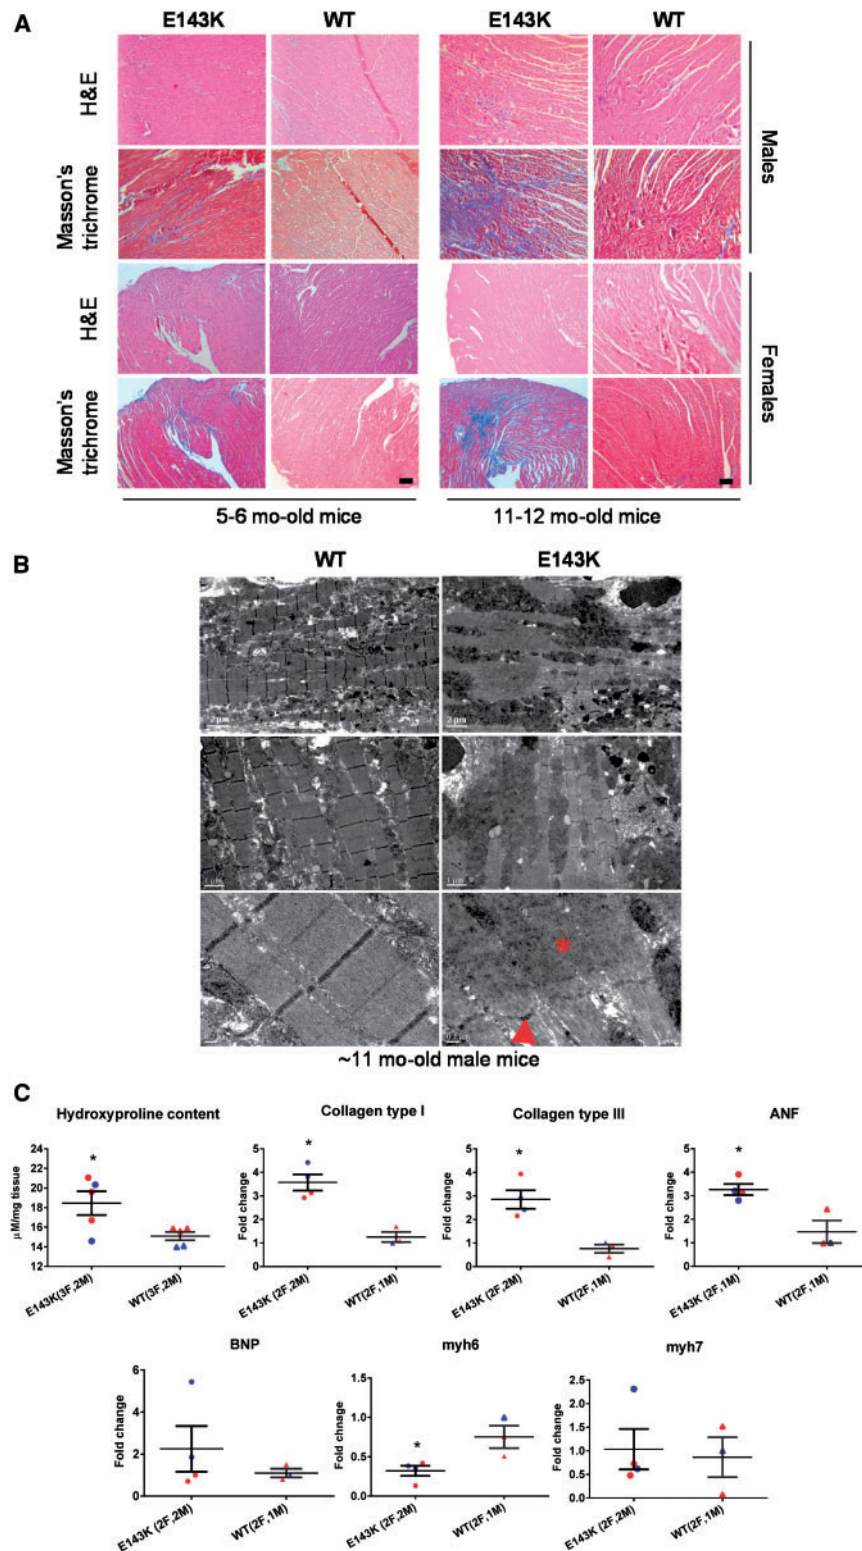 A
E143K WT E143K WT
H&E
Masson's trichrome
H&E
Masson's trichrome
Males
Females
5-6 mo-old mice 11-12 mo-old mice
B
WT E143K
2 µm 2 µm
1 µm 1 µm
*
~11 mo-old male mice
C
Hydroxyproline content
µM/mg tissue
24
22
20
18
16
14
12
*
E143K(3F,2M) WT(3F,2M)
Collagen type I
Fold change
5
4
3
2
1
0
*
E143K (2F,2M) WT(2F,1M)
Collagen type III
Fold change
5
4
3
2
1
0
*
E143K (2F,2M) WT(2F,1M)
ANF
Fold change
5
4
3
2
1
0
*
E143K (2F,2M) WT(2F,1M)
BNP
Fold change
6
4
2
0
E143K (2F,2M) WT(2F,1M)
myh6
Fold chnage
1.5
1.0
0.5
0.0
*
E143K (2F,2M) WT(2F,1M)
myh7
Fold change
2.5
2.0
1.5
1.0
0.5
0.0
E143K (2F,2M) WT(2F,1M)